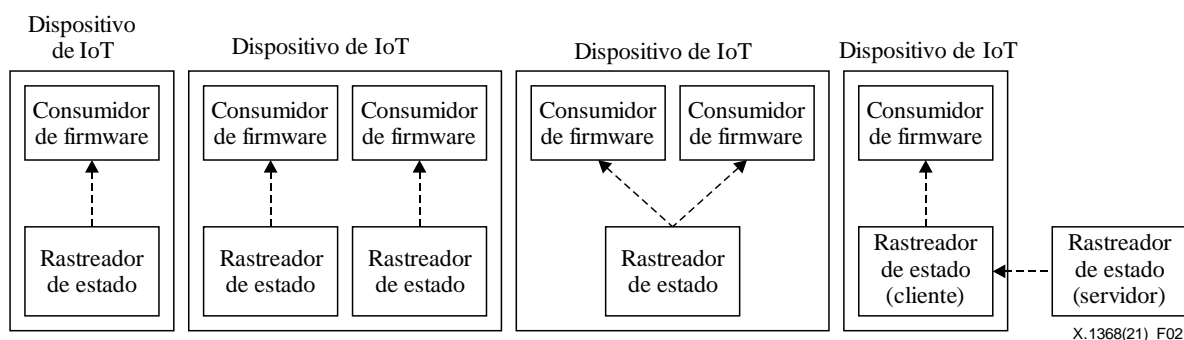 Dispositivo
de IoT
Dispositivo de IoT
Dispositivo de IoT
Dispositivo de IoT
Consumidor
de firmware
Consumidor
de firmware
Consumidor
de firmware
Consumidor
de firmware
Consumidor
de firmware
Consumidor
de firmware
Rastreador
de estado
Rastreador
de estado
Rastreador
de estado
Rastreador
de estado
Rastreador
de estado
(cliente)
Rastreador
de estado
(servidor)
X.1368(21)_F02